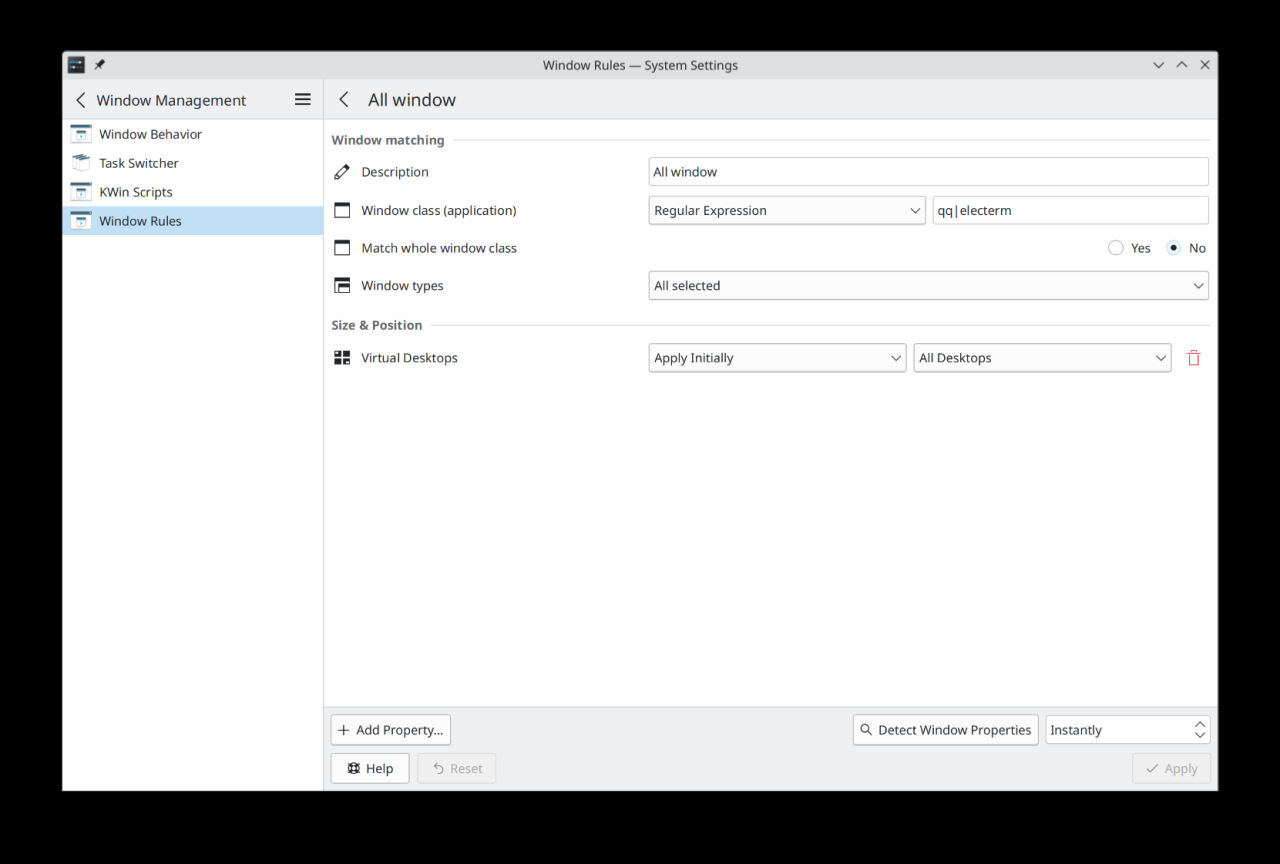 Window Rules — System Settings
Window Management
All window
Window Behavior
Task Switcher
KWin Scripts
Window Rules
Window matching
Description All window
Window class (application) Regular Expression qq|electerm
Match whole window class Yes No
Window types All selected
Size & Position
Virtual Desktops Apply Initially All Desktops
Add Property... Detect Window Properties Instantly
Help Reset Apply